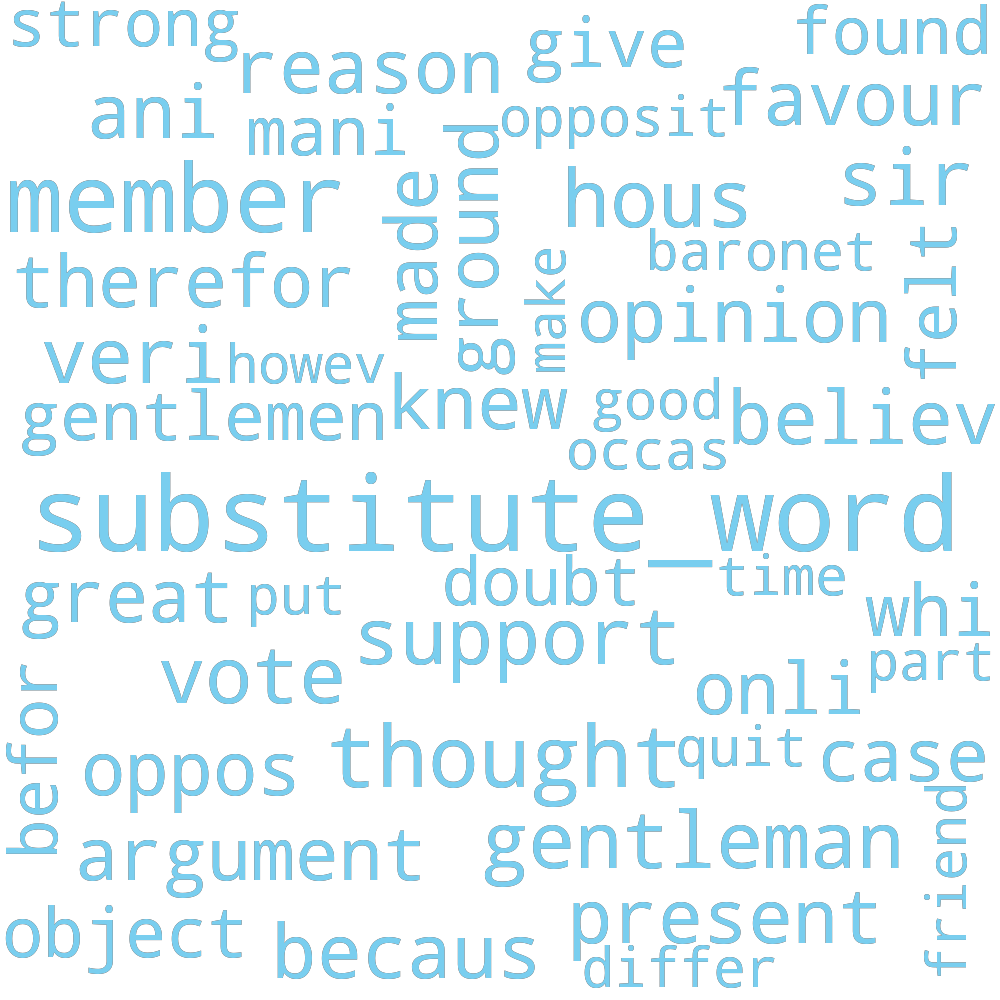 strong
reason
give
found
ani
mani
opposit
favour
member
made
ground
hous
sir
therefor
make
baronet
opinion
felt
veri
howev
gentlemen
knew
good
believ
occas
substitute_word
great
put
doubt
time
whi
support
part
vote
onli
befor
oppos
thought
quit
case
argument
gentleman
friend
object
becaus
present
differ